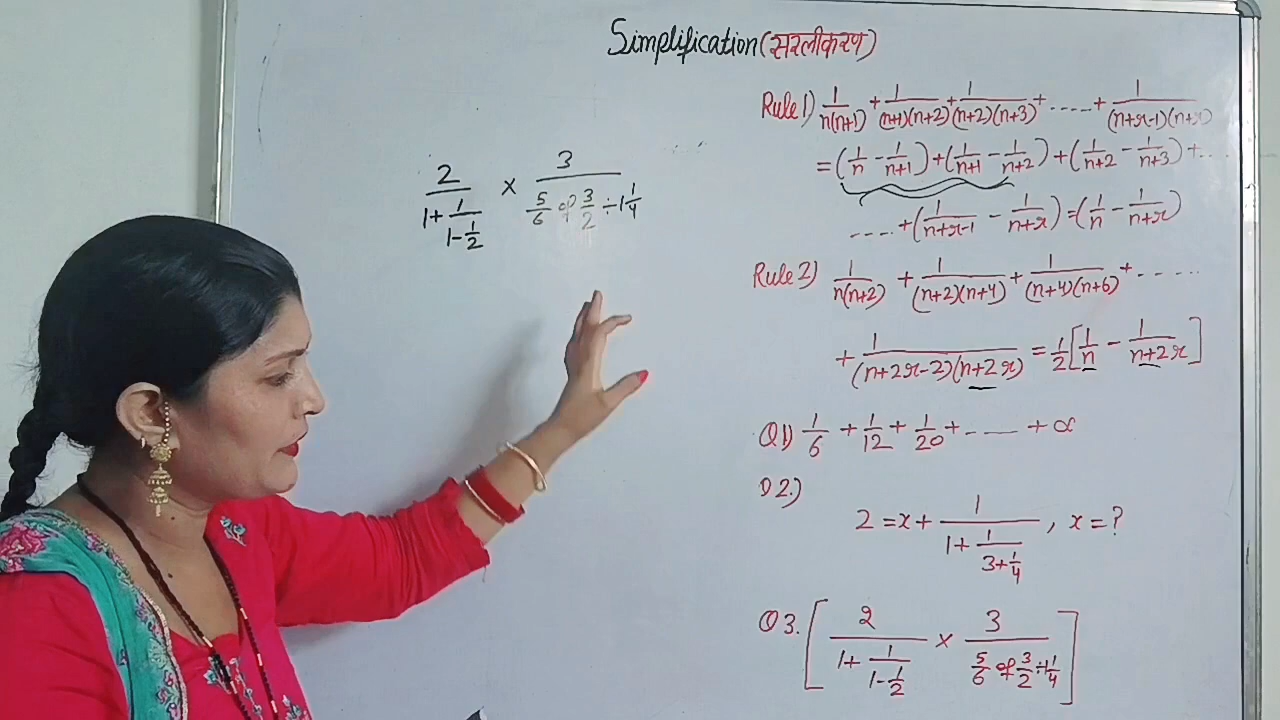 Simplification (सरलीकरण)
Rule 1) 1/n(n+1) + 1/(n+1)(n+2) + 1/(n+2)(n+3) + ..... + 1/(n+r-1)(n+r)
= (1/n - 1/n+1) + (1/n+1 - 1/n+2) + (1/n+2 - 1/n+3) + ...
.... + (1/n+r-1 - 1/n+r) = (1/n - 1/n+r)
Rule 2) 1/n(n+2) + 1/(n+2)(n+4) + 1/(n+4)(n+6) + .....
+ 1/(n+2r-2)(n+2r) = 1/2 [1/n - 1/n+2r]
Q1) 1/6 + 1/12 + 1/20 + ... + ∝
Q2.)
2 = x + 1/(1 + 1/(3 + 1/4)), x = ?
Q3. [2/(1 + 1/(1 - 1/2)) × 3/(5/6 of 3/2 ÷ 1 1/4)]
2/(1 + 1/(1 - 1/2)) × 3/(5/6 of 3/2 ÷ 1 1/4)